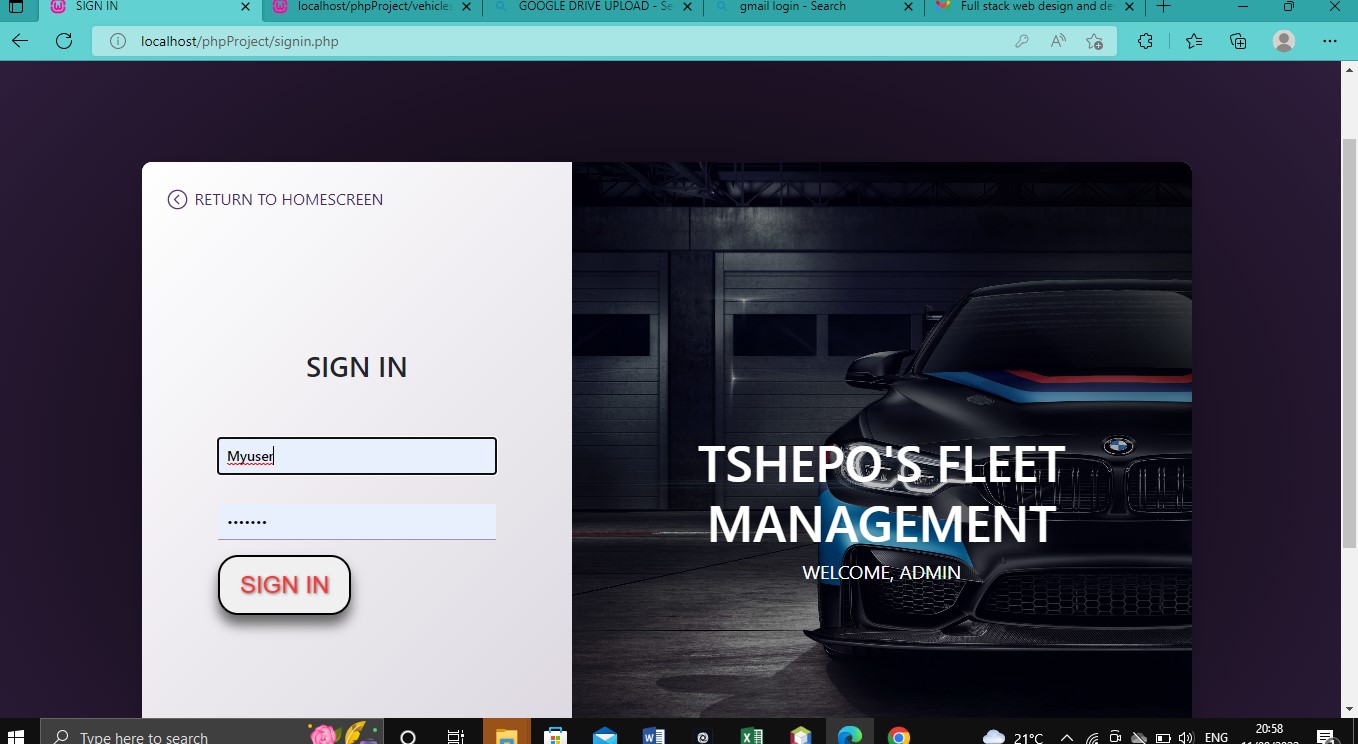 SIGN IN
localhost/phpProject/vehicles
GOOGLE DRIVE UPLOAD - Se
gmail login - Search
Full stack web design and de
localhost/phpProject/signin.php
RETURN TO HOMESCREEN
SIGN IN
Myuser
SIGN IN
TSHEPO'S FLEET
MANAGEMENT
WELCOME, ADMIN
Type here to search
21°C
ENG
20:58